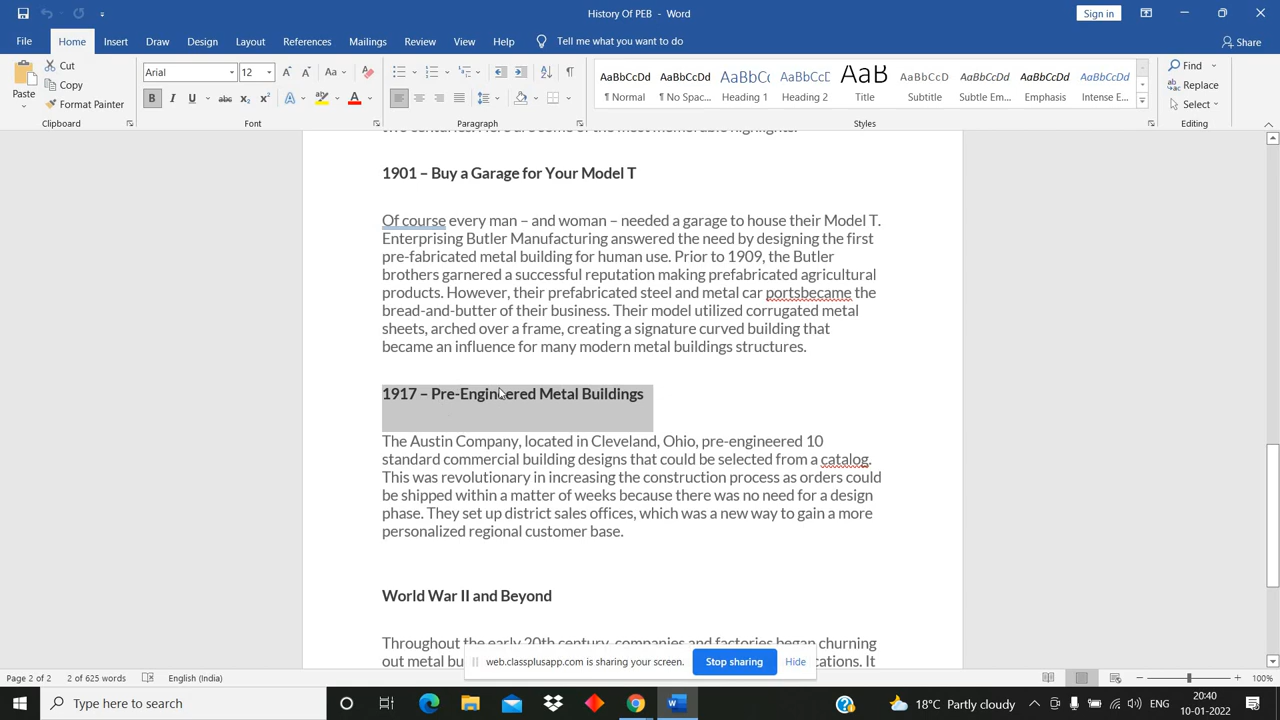 History of PEB - Word
Sign in
File Home Insert Draw Design Layout References Mailings Review View Help Tell me what you want to do Share
Paste Cut Copy Format Painter
Arial 12
AaBbCcDd AaBbCcDd AaBbCc AaBbCcD AaB AaBbCcD AaBbCcDd AaBbCcDd AaBbCcDd
¶ Normal ¶ No Spac... Heading 1 Heading 2 Title Subtitle Subtle Em... Emphasis Intense E...
Find
Replace
Select
Clipboard Font Paragraph Styles Editing
1901 – Buy a Garage for Your Model T
Of course every man – and woman – needed a garage to house their Model T.
Enterprising Butler Manufacturing answered the need by designing the first
pre-fabricated metal building for human use. Prior to 1909, the Butler
brothers garnered a successful reputation making prefabricated agricultural
products. However, their prefabricated steel and metal car portsbecame the
bread-and-butter of their business. Their model utilized corrugated metal
sheets, arched over a frame, creating a signature curved building that
became an influence for many modern metal buildings structures.
1917 – Pre-Engineered Metal Buildings
The Austin Company, located in Cleveland, Ohio, pre-engineered 10
standard commercial building designs that could be selected from a catalog.
This was revolutionary in increasing the construction process as orders could
be shipped within a matter of weeks because there was no need for a design
phase. They set up district sales offices, which was a new way to gain a more
personalized regional customer base.
World War II and Beyond
Throughout the early 20th century, companies and factories began churning
out metal
It
web.classplusapp.com is sharing your screen. Stop sharing Hide
Page 2 of 2 2 of 625 words English (India) 100%
Type here to search
18°C Partly cloudy ENG 20:40 10-01-2022